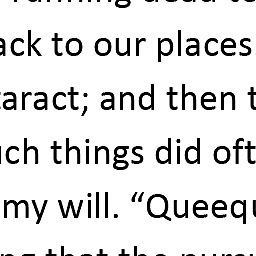 running dead
ack to our places
taract; and then t
uch things did oft
my will. “Queequ
ng that the pursu